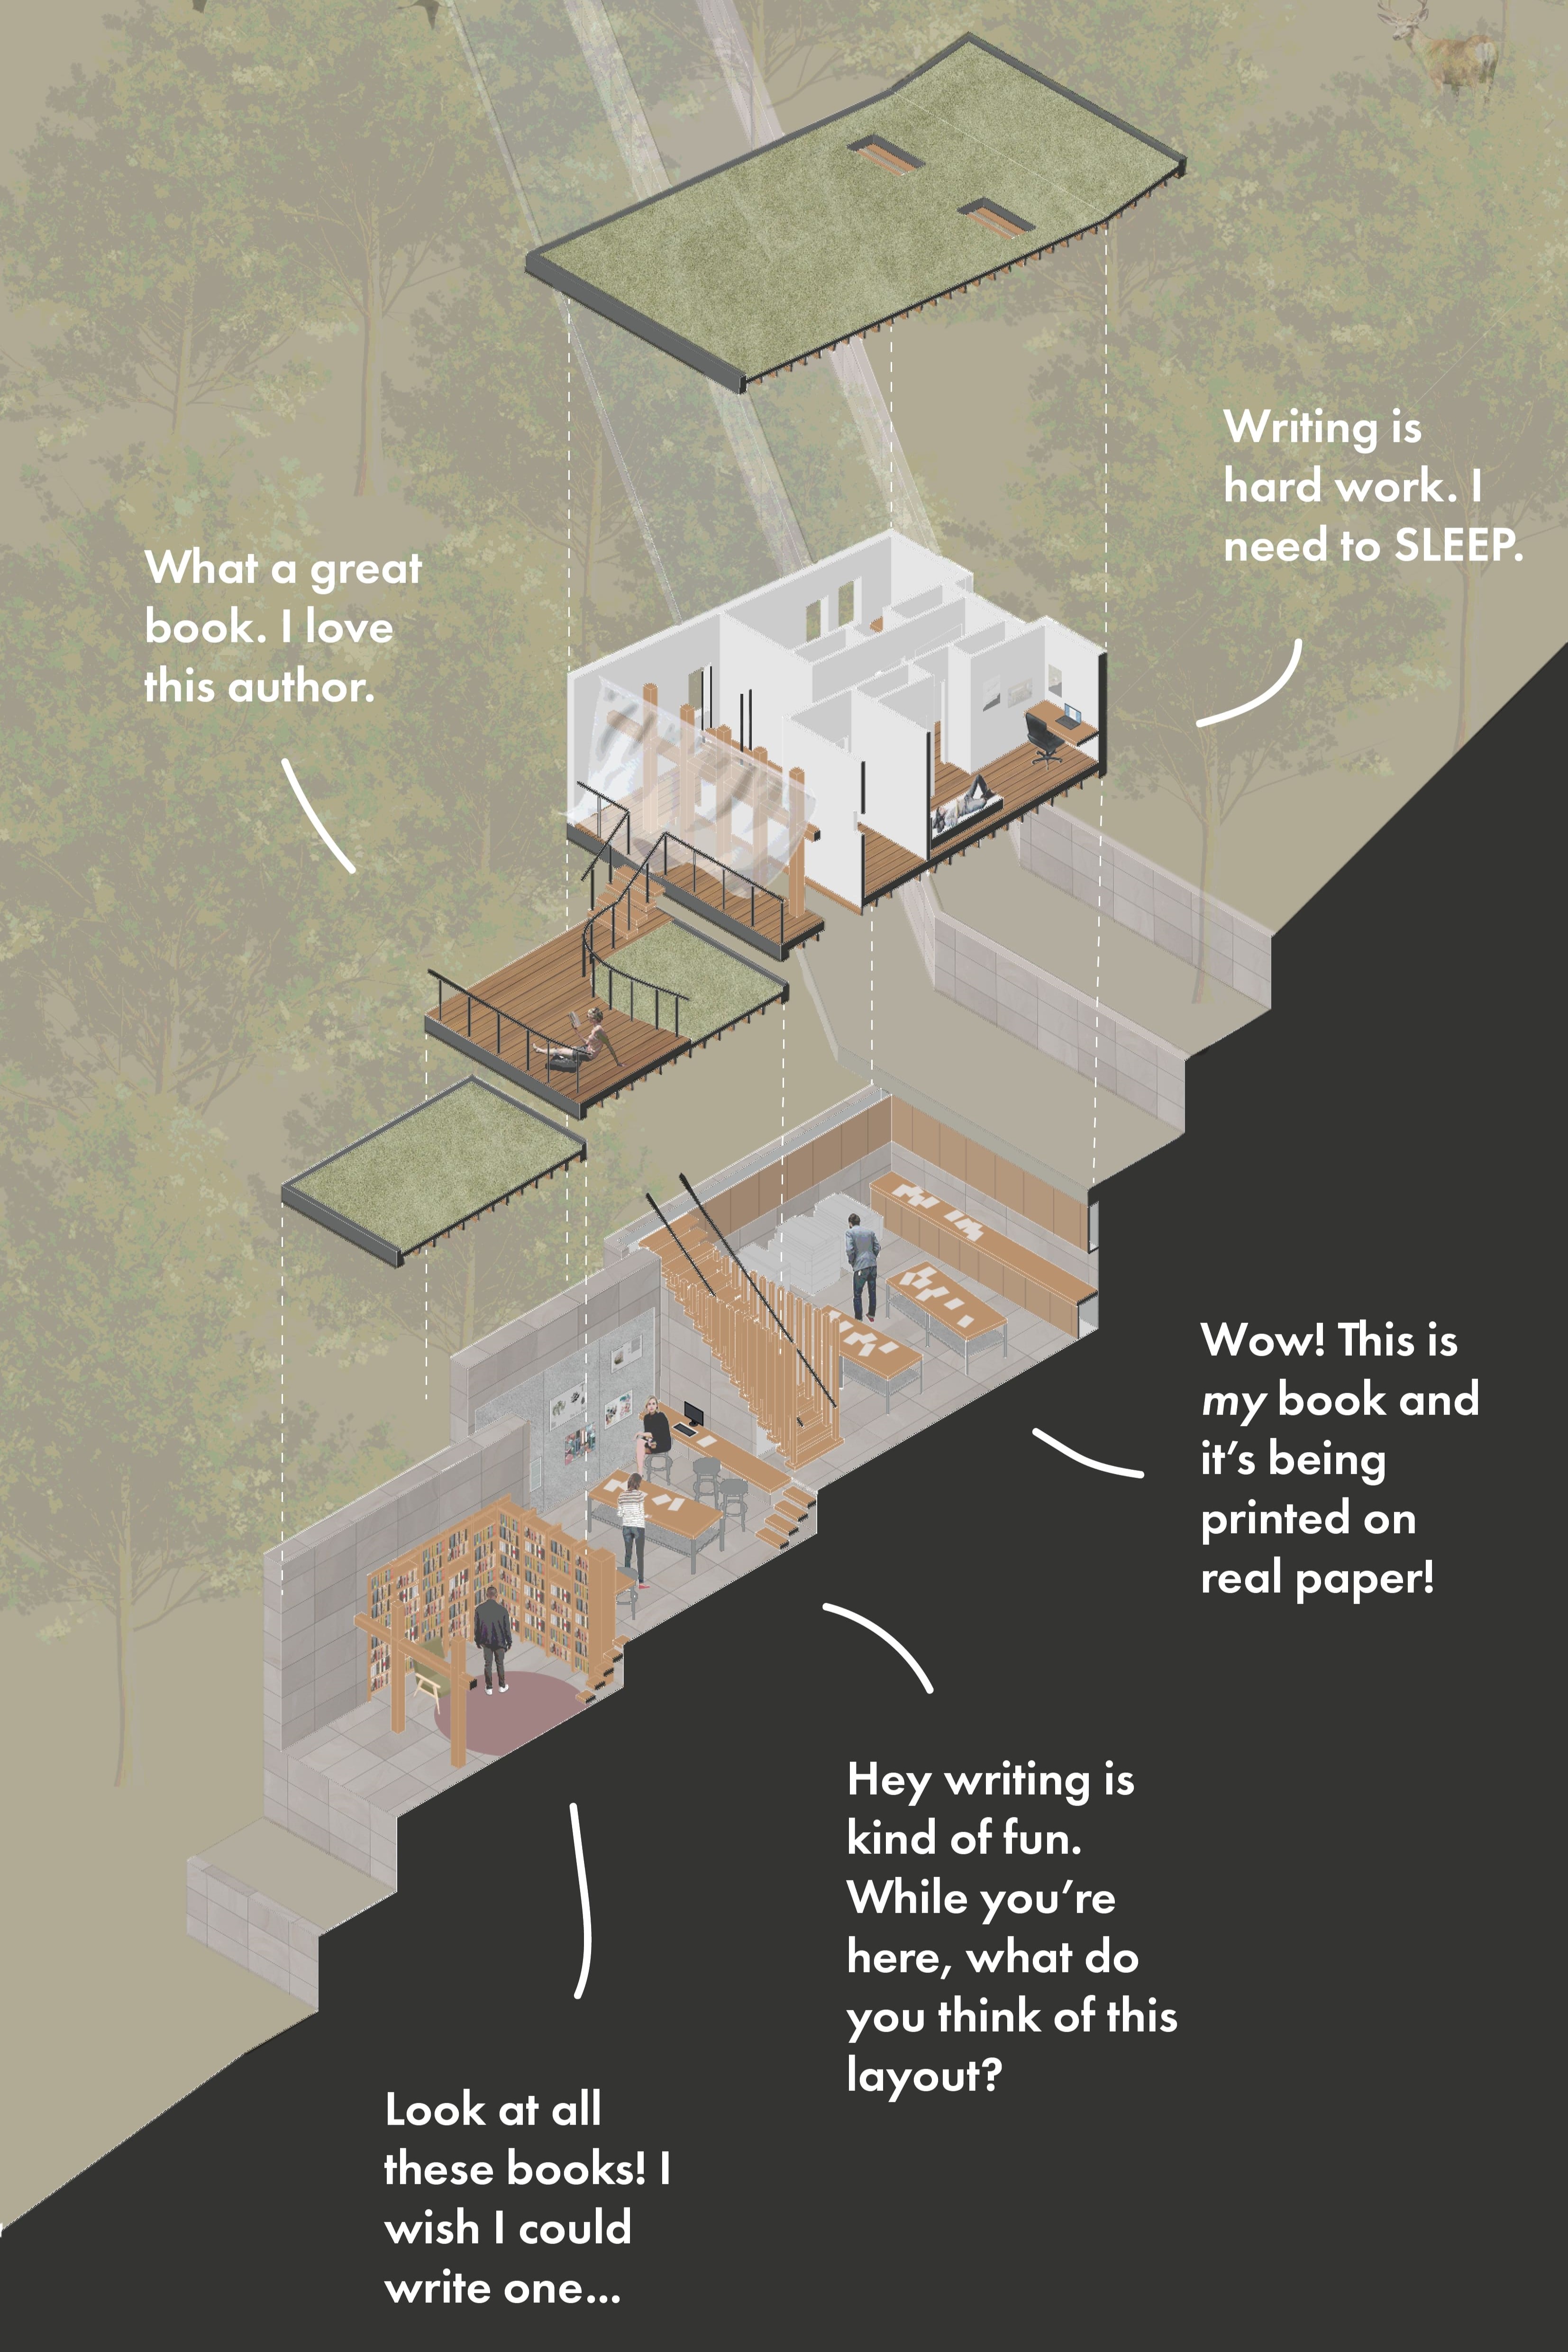 Writing is
hard work. I
need to SLEEP.
What a great
book. I love
this author.
Wow! This is
my book and
it’s being
printed on
real paper!
Hey writing is
kind of fun.
While you’re
here, what do
you think of this
layout?
Look at all
these books! I
wish I could
write one...